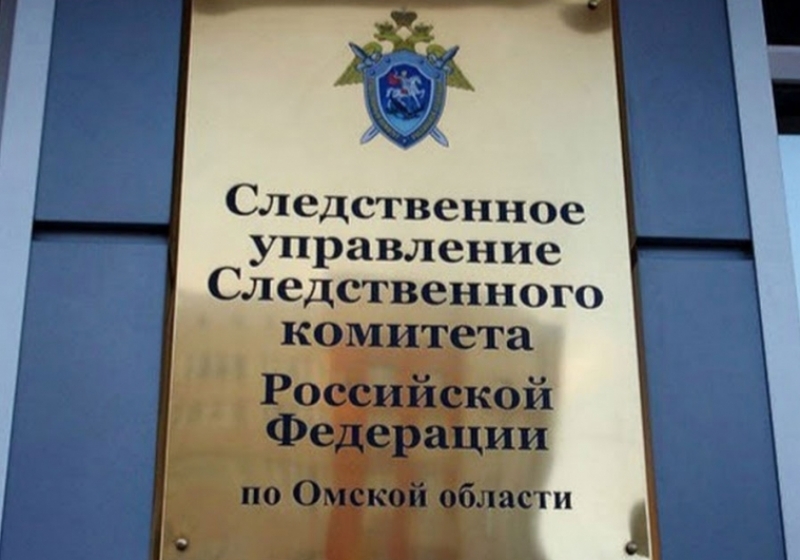 Следственное
управление
Следственного
комитета
Российской
Федерации
по Омской области